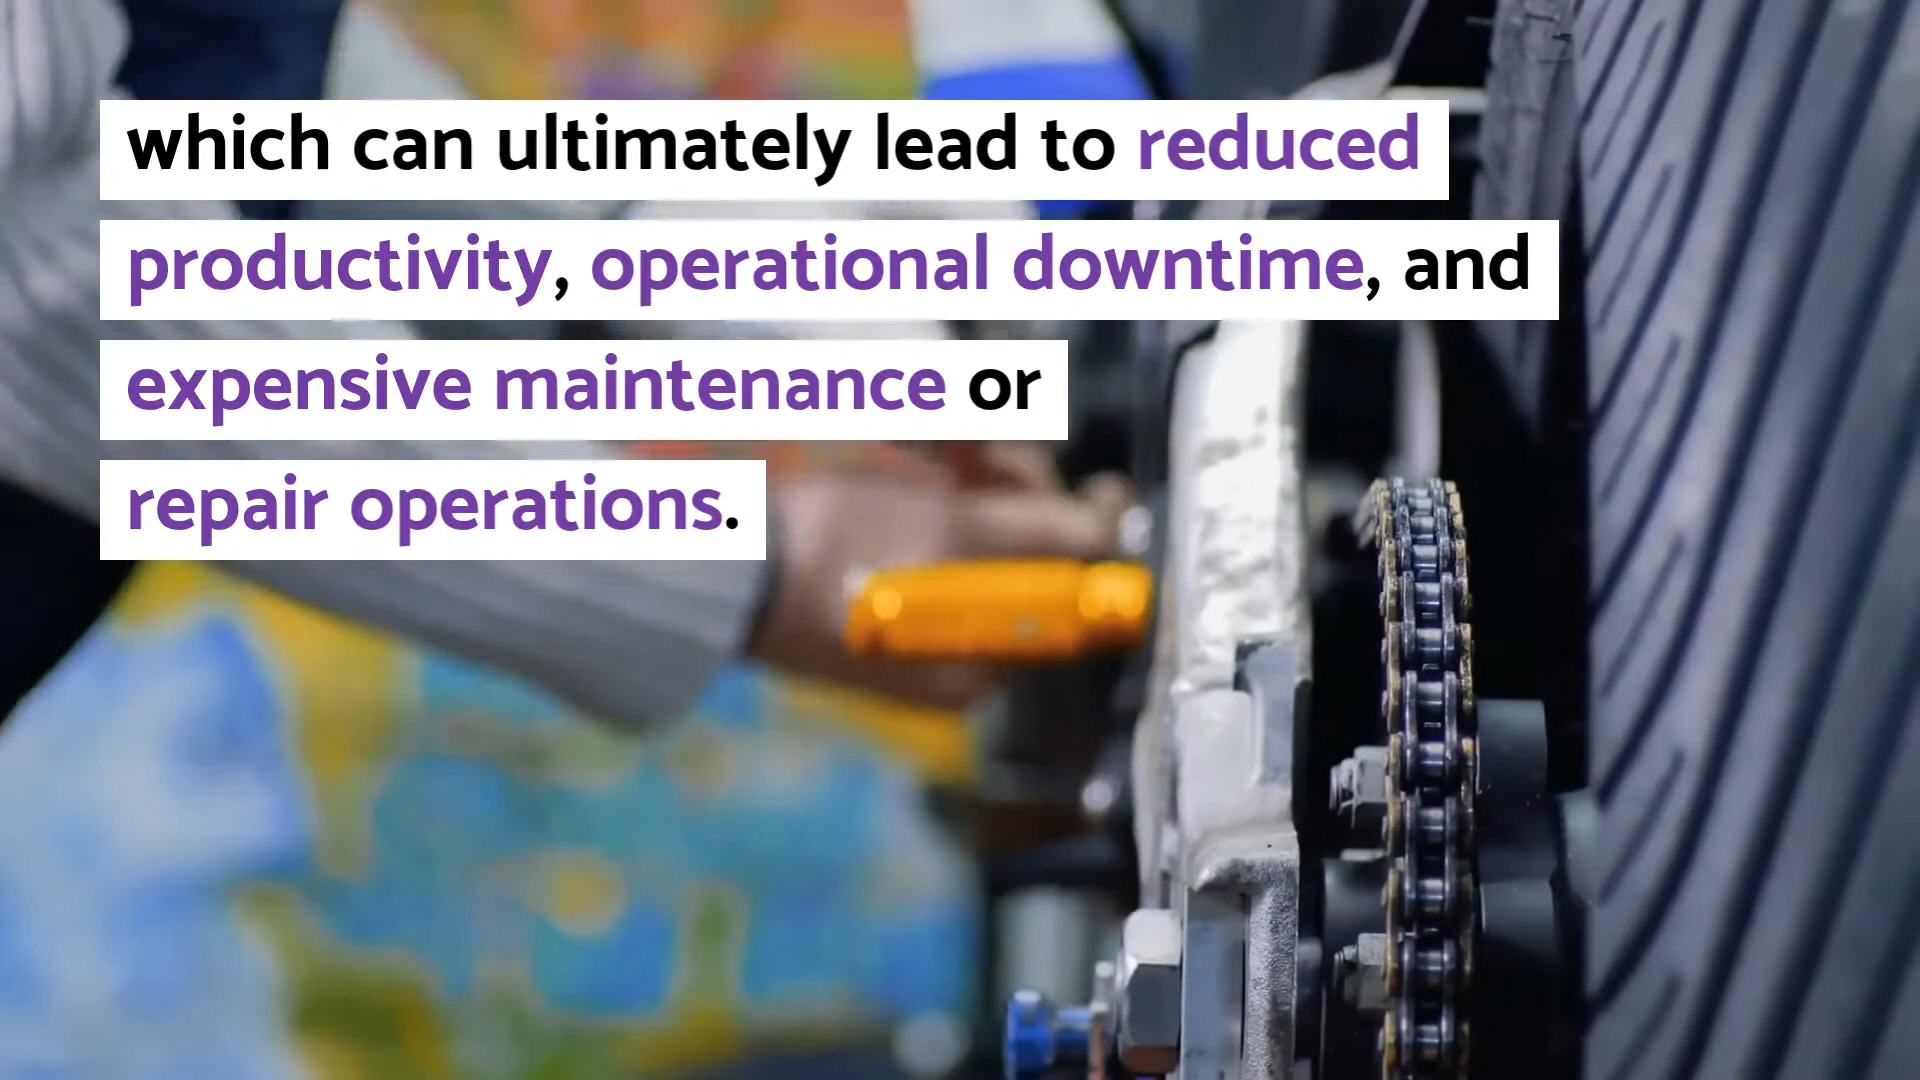 which can ultimately lead to reduced
productivity, operational downtime, and
expensive maintenance or
repair operations.